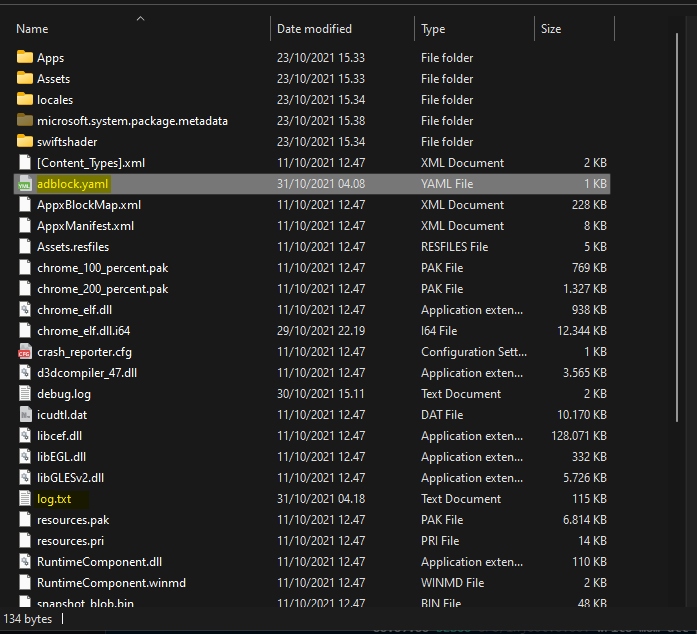 Name Date modified Type Size
Apps 23/10/2021 15.33 File folder
Assets 23/10/2021 15.33 File folder
locales 23/10/2021 15.34 File folder
microsoft.system.package.metadata 23/10/2021 15.38 File folder
swiftshader 23/10/2021 15.34 File folder
[Content_Types].xml 11/10/2021 12.47 XML Document 2 KB
adblock.yaml 31/10/2021 04.08 YAML File 1 KB
AppxBlockMap.xml 11/10/2021 12.47 XML Document 228 KB
AppxManifest.xml 11/10/2021 12.47 XML Document 8 KB
Assets.resfiles 11/10/2021 12.47 RESFILES File 5 KB
chrome_100_percent.pak 11/10/2021 12.47 PAK File 769 KB
chrome_200_percent.pak 11/10/2021 12.47 PAK File 1.327 KB
chrome_elf.dll 11/10/2021 12.47 Application exten... 938 KB
chrome_elf.dll.i64 29/10/2021 22.19 I64 File 12.344 KB
crash_reporter.cfg 11/10/2021 12.47 Configuration Sett... 1 KB
d3dcompiler_47.dll 11/10/2021 12.47 Application exten... 3.565 KB
debug.log 30/10/2021 15.11 Text Document 2 KB
icudtl.dat 11/10/2021 12.47 DAT File 10.170 KB
libcef.dll 11/10/2021 12.47 Application exten... 128.071 KB
libEGL.dll 11/10/2021 12.47 Application exten... 332 KB
libGLESv2.dll 11/10/2021 12.47 Application exten... 5.726 KB
log.txt 31/10/2021 04.18 Text Document 115 KB
resources.pak 11/10/2021 12.47 PAK File 6.814 KB
resources.pri 11/10/2021 12.47 PRI File 14 KB
RuntimeComponent.dll 11/10/2021 12.47 Application exten... 110 KB
RuntimeComponent.winmd 11/10/2021 12.47 WINMD File 2 KB
snapshot_blob.bin 11/10/2021 12.47 BIN File 48 KB
134 bytes